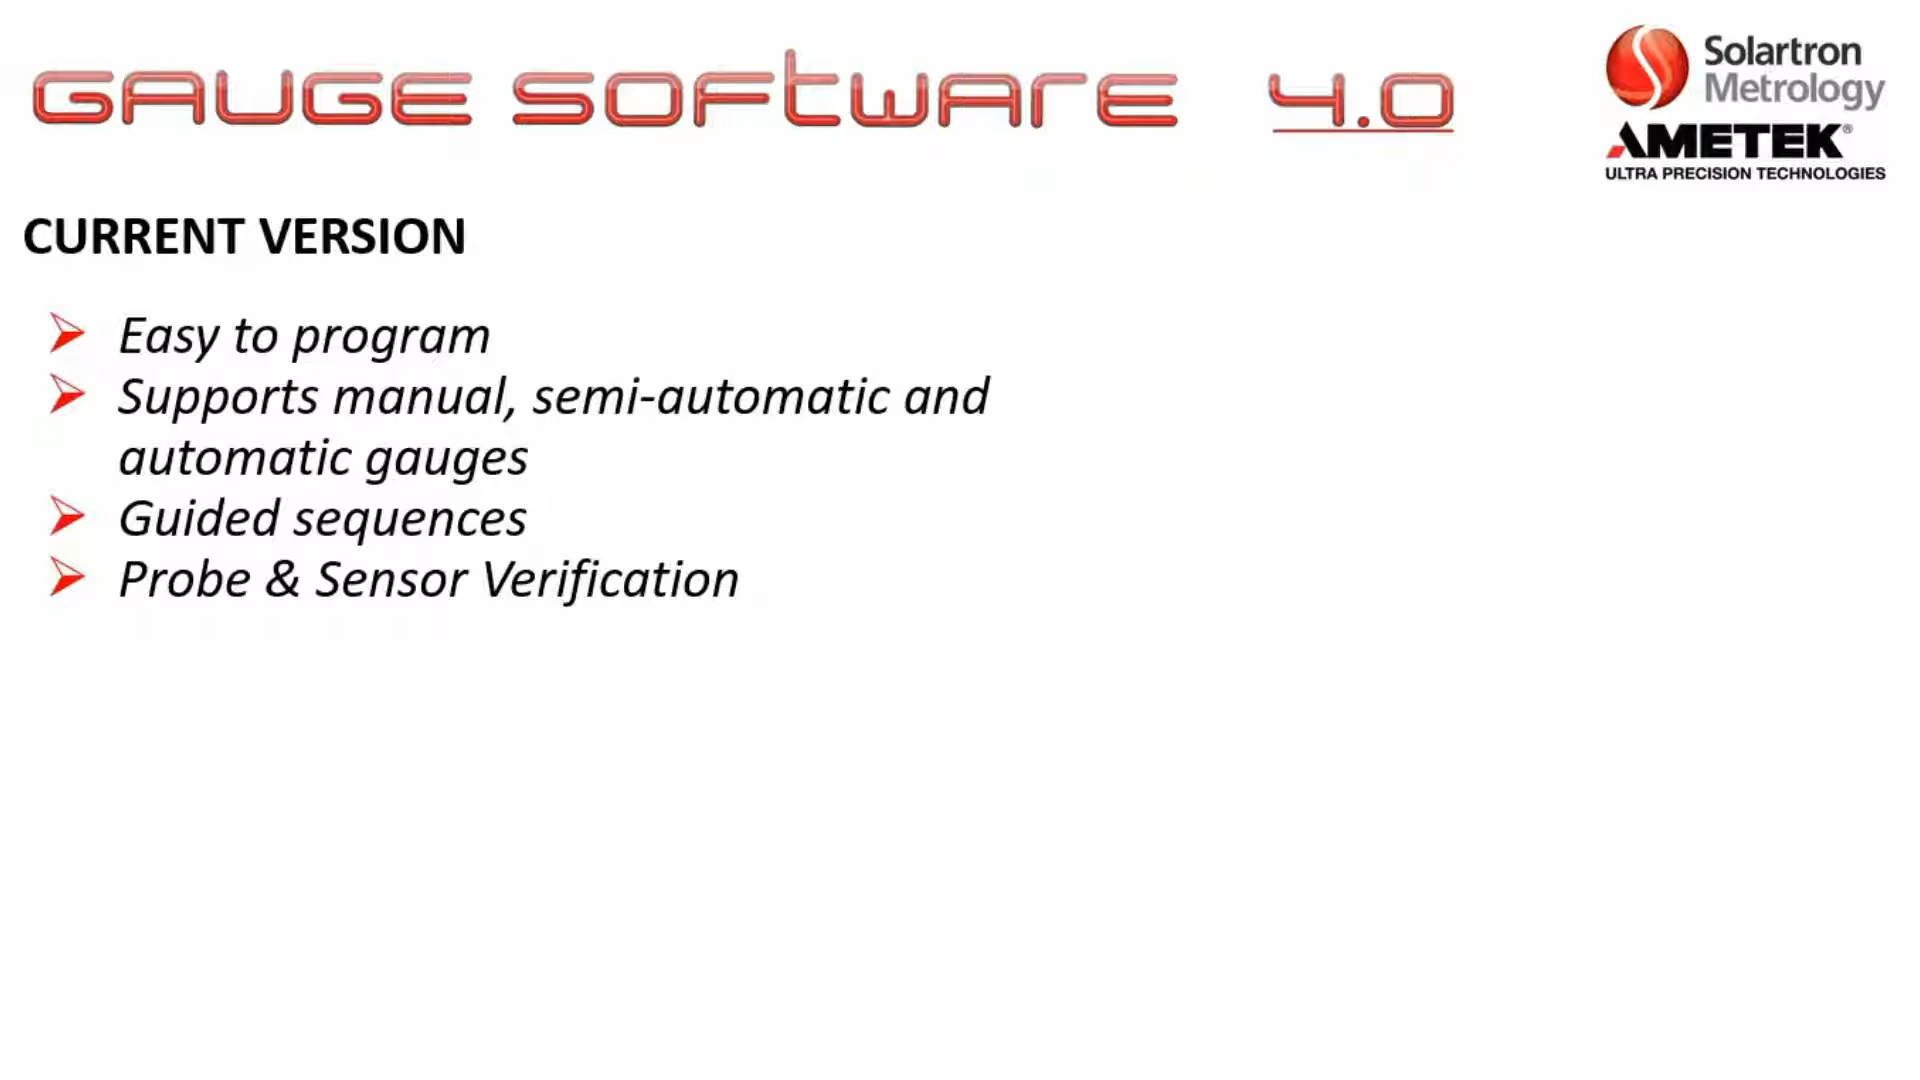 GAUGE SOFtWArE 4.0
Solartron
Metrology
AMETEK®
ULTRA PRECISION TECHNOLOGIES
CURRENT VERSION
Easy to program
Supports manual, semi-automatic and
automatic gauges
Guided sequences
Probe & Sensor Verification